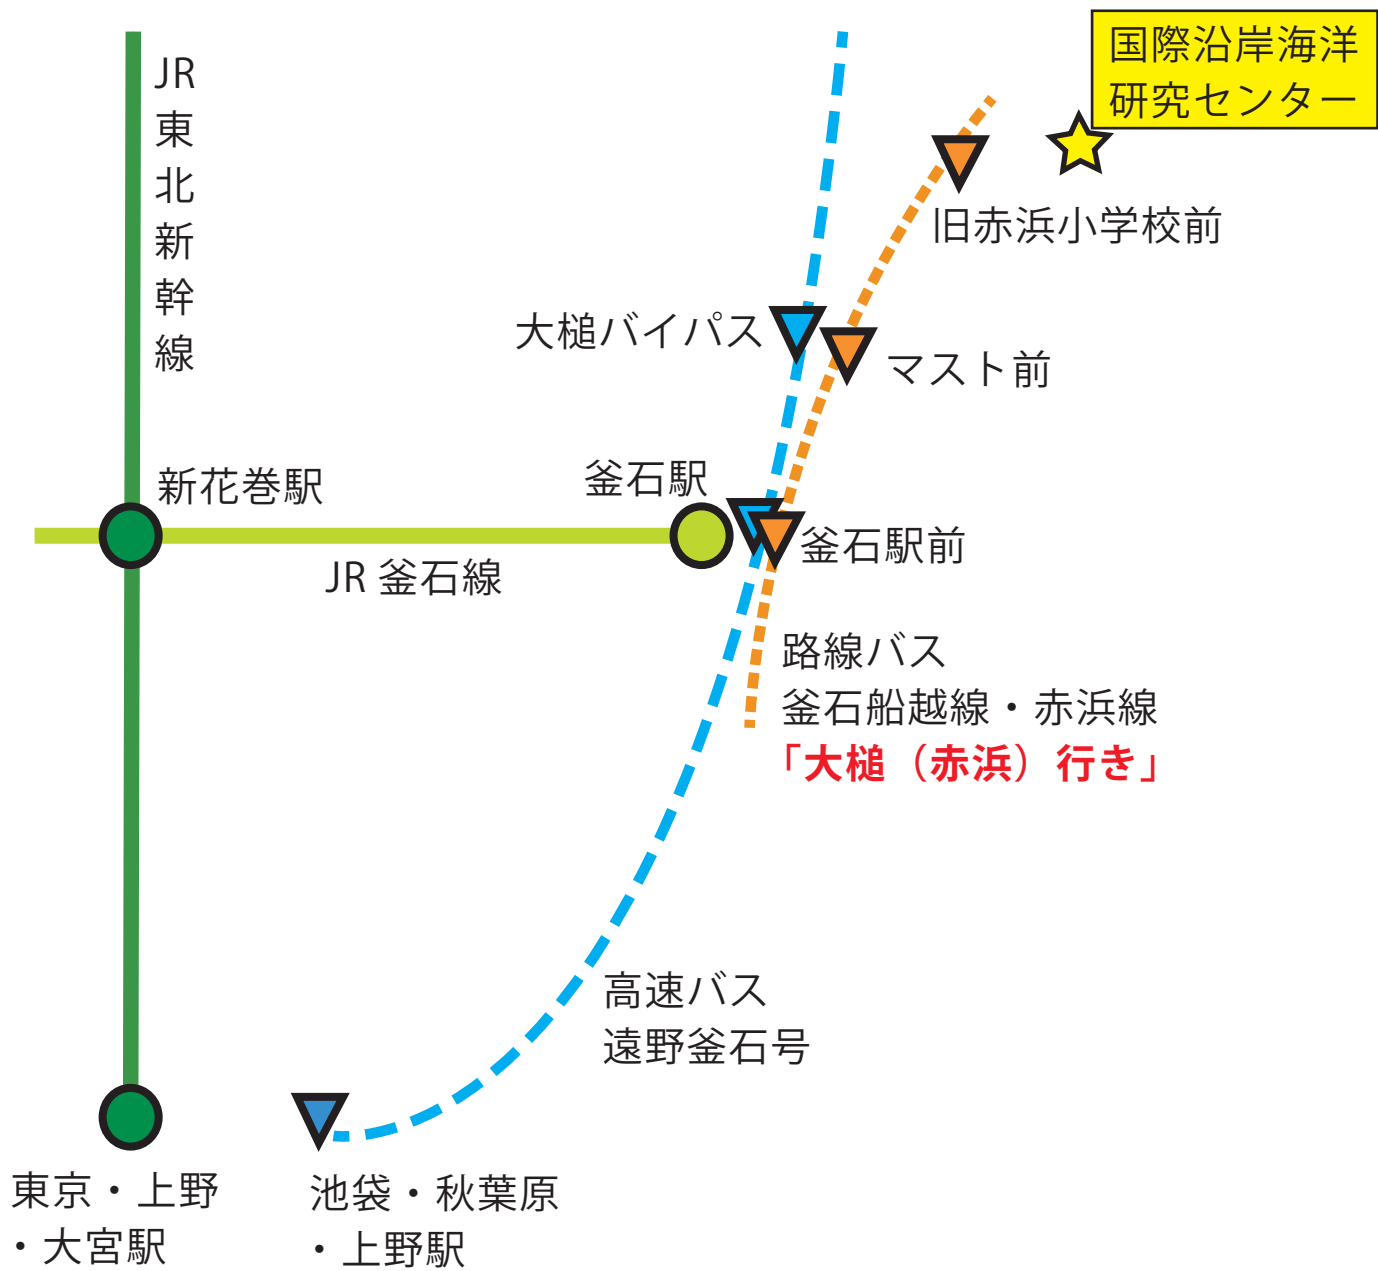 国際沿岸海洋
研究センター
JR
東
北
新
幹
線
旧赤浜小学校前
大槌バイパス
マスト前
新花巻駅
釜石駅
釜石駅前
JR 釜石線
路線バス
釜石船越線・赤浜線
「大槌（赤浜）行き」
高速バス
遠野釜石号
東京・上野
・大宮駅
池袋・秋葉原
・上野駅